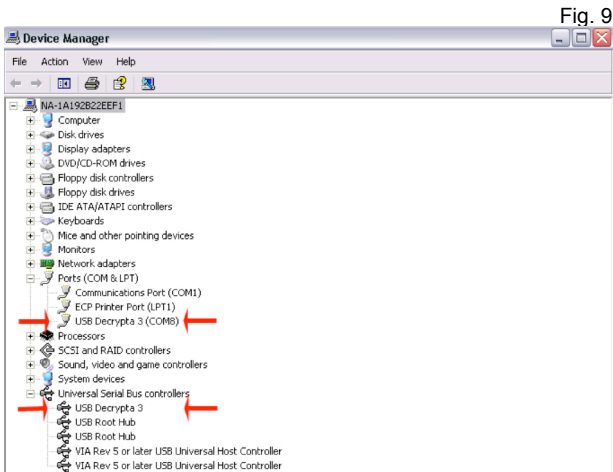 Fig. 9
Device Manager
File Action View Help
NA-1A192B22EEF1
Computer
Disk drives
Display adapters
DVD/CD-ROM drives
Floppy disk controllers
Floppy disk drives
IDE ATA/ATAPI controllers
Keyboards
Mice and other pointing devices
Monitors
Network adapters
Ports (COM & LPT)
Communications Port (COM1)
ECP Printer Port (LPT1)
USB Decrypta 3 (COM8)
Processors
SCSI and RAID controllers
Sound, video and game controllers
System devices
Universal Serial Bus controllers
USB Decrypta 3
USB Root Hub
USB Root Hub
VIA Rev 5 or later USB Universal Host Controller
VIA Rev 5 or later USB Universal Host Controller